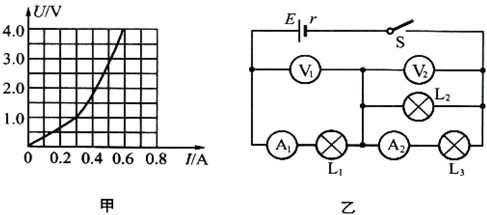 U/V
4.0
3.0
2.0
1.0
0 0.2 0.4 0.6 0.8 I/A
甲
E r S
V₁ V₂
L₂
A₁ A₂
L₁ L₃
乙